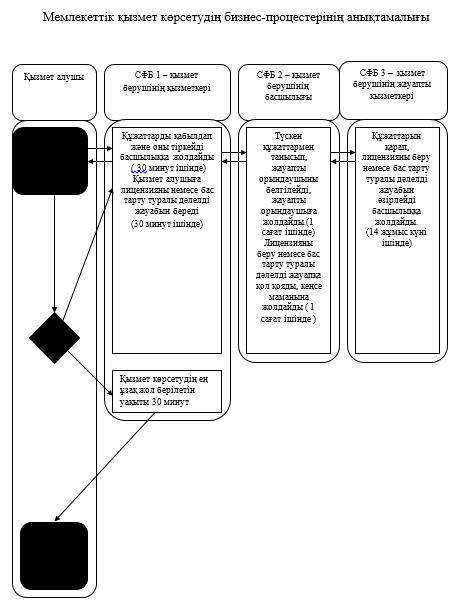 Мемлекеттік қызмет көрсетудің бизнес-процестерінің анықтамалығы
Қызмет алушы
СФБ 1 – қызмет
берушінің қызметкері
СФБ 2 – қызмет
берушінің
басшылығы
СФБ 3 – қызмет
берушінің жауапты
қызметкері
Құжаттарды қабылдап
және оны тіркейді
басшылыққа жолдайды
( 30 минут ішінде)
Қызмет алушыға
лицензияны немесе бас
тарту туралы дәлелді
жауабын береді
(30 минут ішінде)
Түскен
құжаттармен
танысып,
жауапты
орындаушыны
белгілейді,
жауапты
орындаушыға
жолдайды.(1
сағат ішінде)
Лицензияны
беру немесе бас
тарту туралы
дәлелді жауапқа
қол қояды, кеңсе
маманына
жолдайды ( 1
сағат ішінде )
Құжаттарын
қарап,
лицензияны беру
немесе бас тарту
туралы дәлелді
жауабын
әзірлейді
басшылыққа
жолдайды.
(14 жұмыс күні
ішінде)
Қызмет көрсетудің ең
ұзақ жол берілетін
уақыты 30 минут